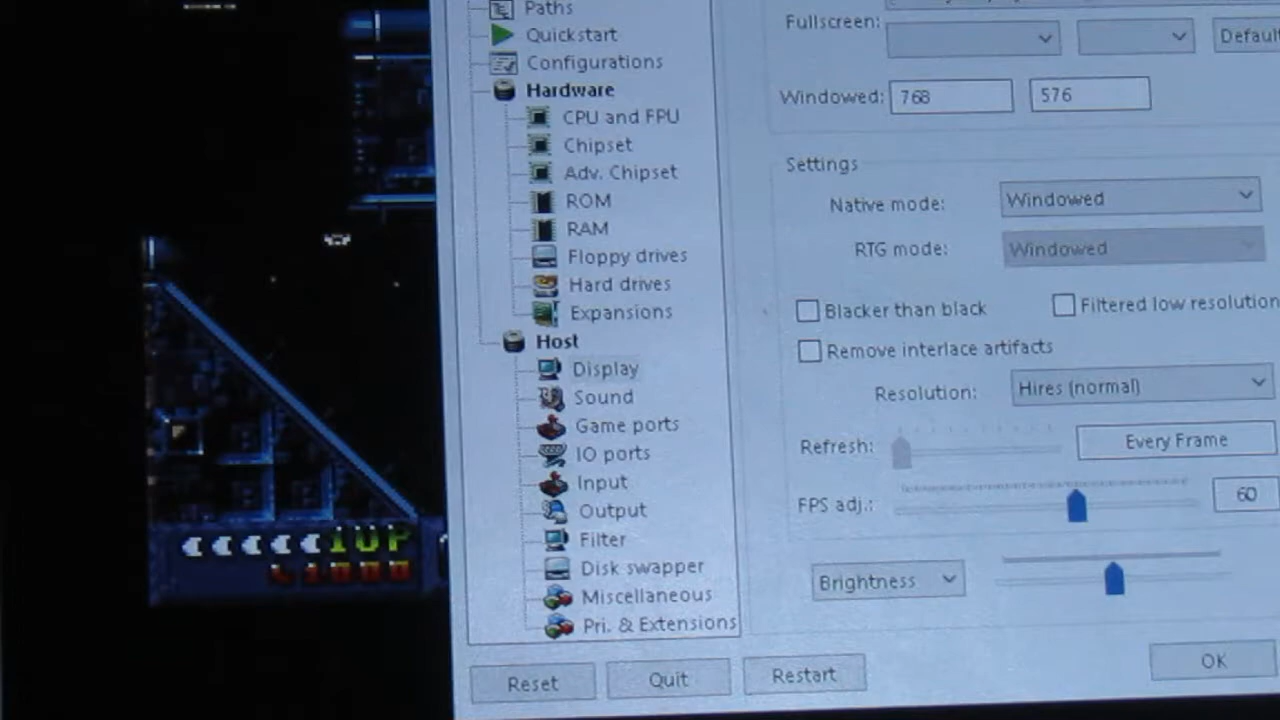 Paths
Quickstart
Configurations
Hardware
CPU and FPU
Chipset
Adv. Chipset
ROM
RAM
Floppy drives
Hard drives
Expansions
Host
Display
Sound
Game ports
IO ports
Input
Output
Filter
Disk swapper
Miscellaneous
Pri. & Extensions
Fullscreen:
Default
Windowed: 768 576
Settings
Native mode: Windowed
RTG mode: Windowed
Blacker than black Filtered low resolution
Remove interlace artifacts
Resolution: Hires (normal)
Refresh: Every Frame
FPS adj.: 60
Brightness
Reset Quit Restart OK
1UP
1000